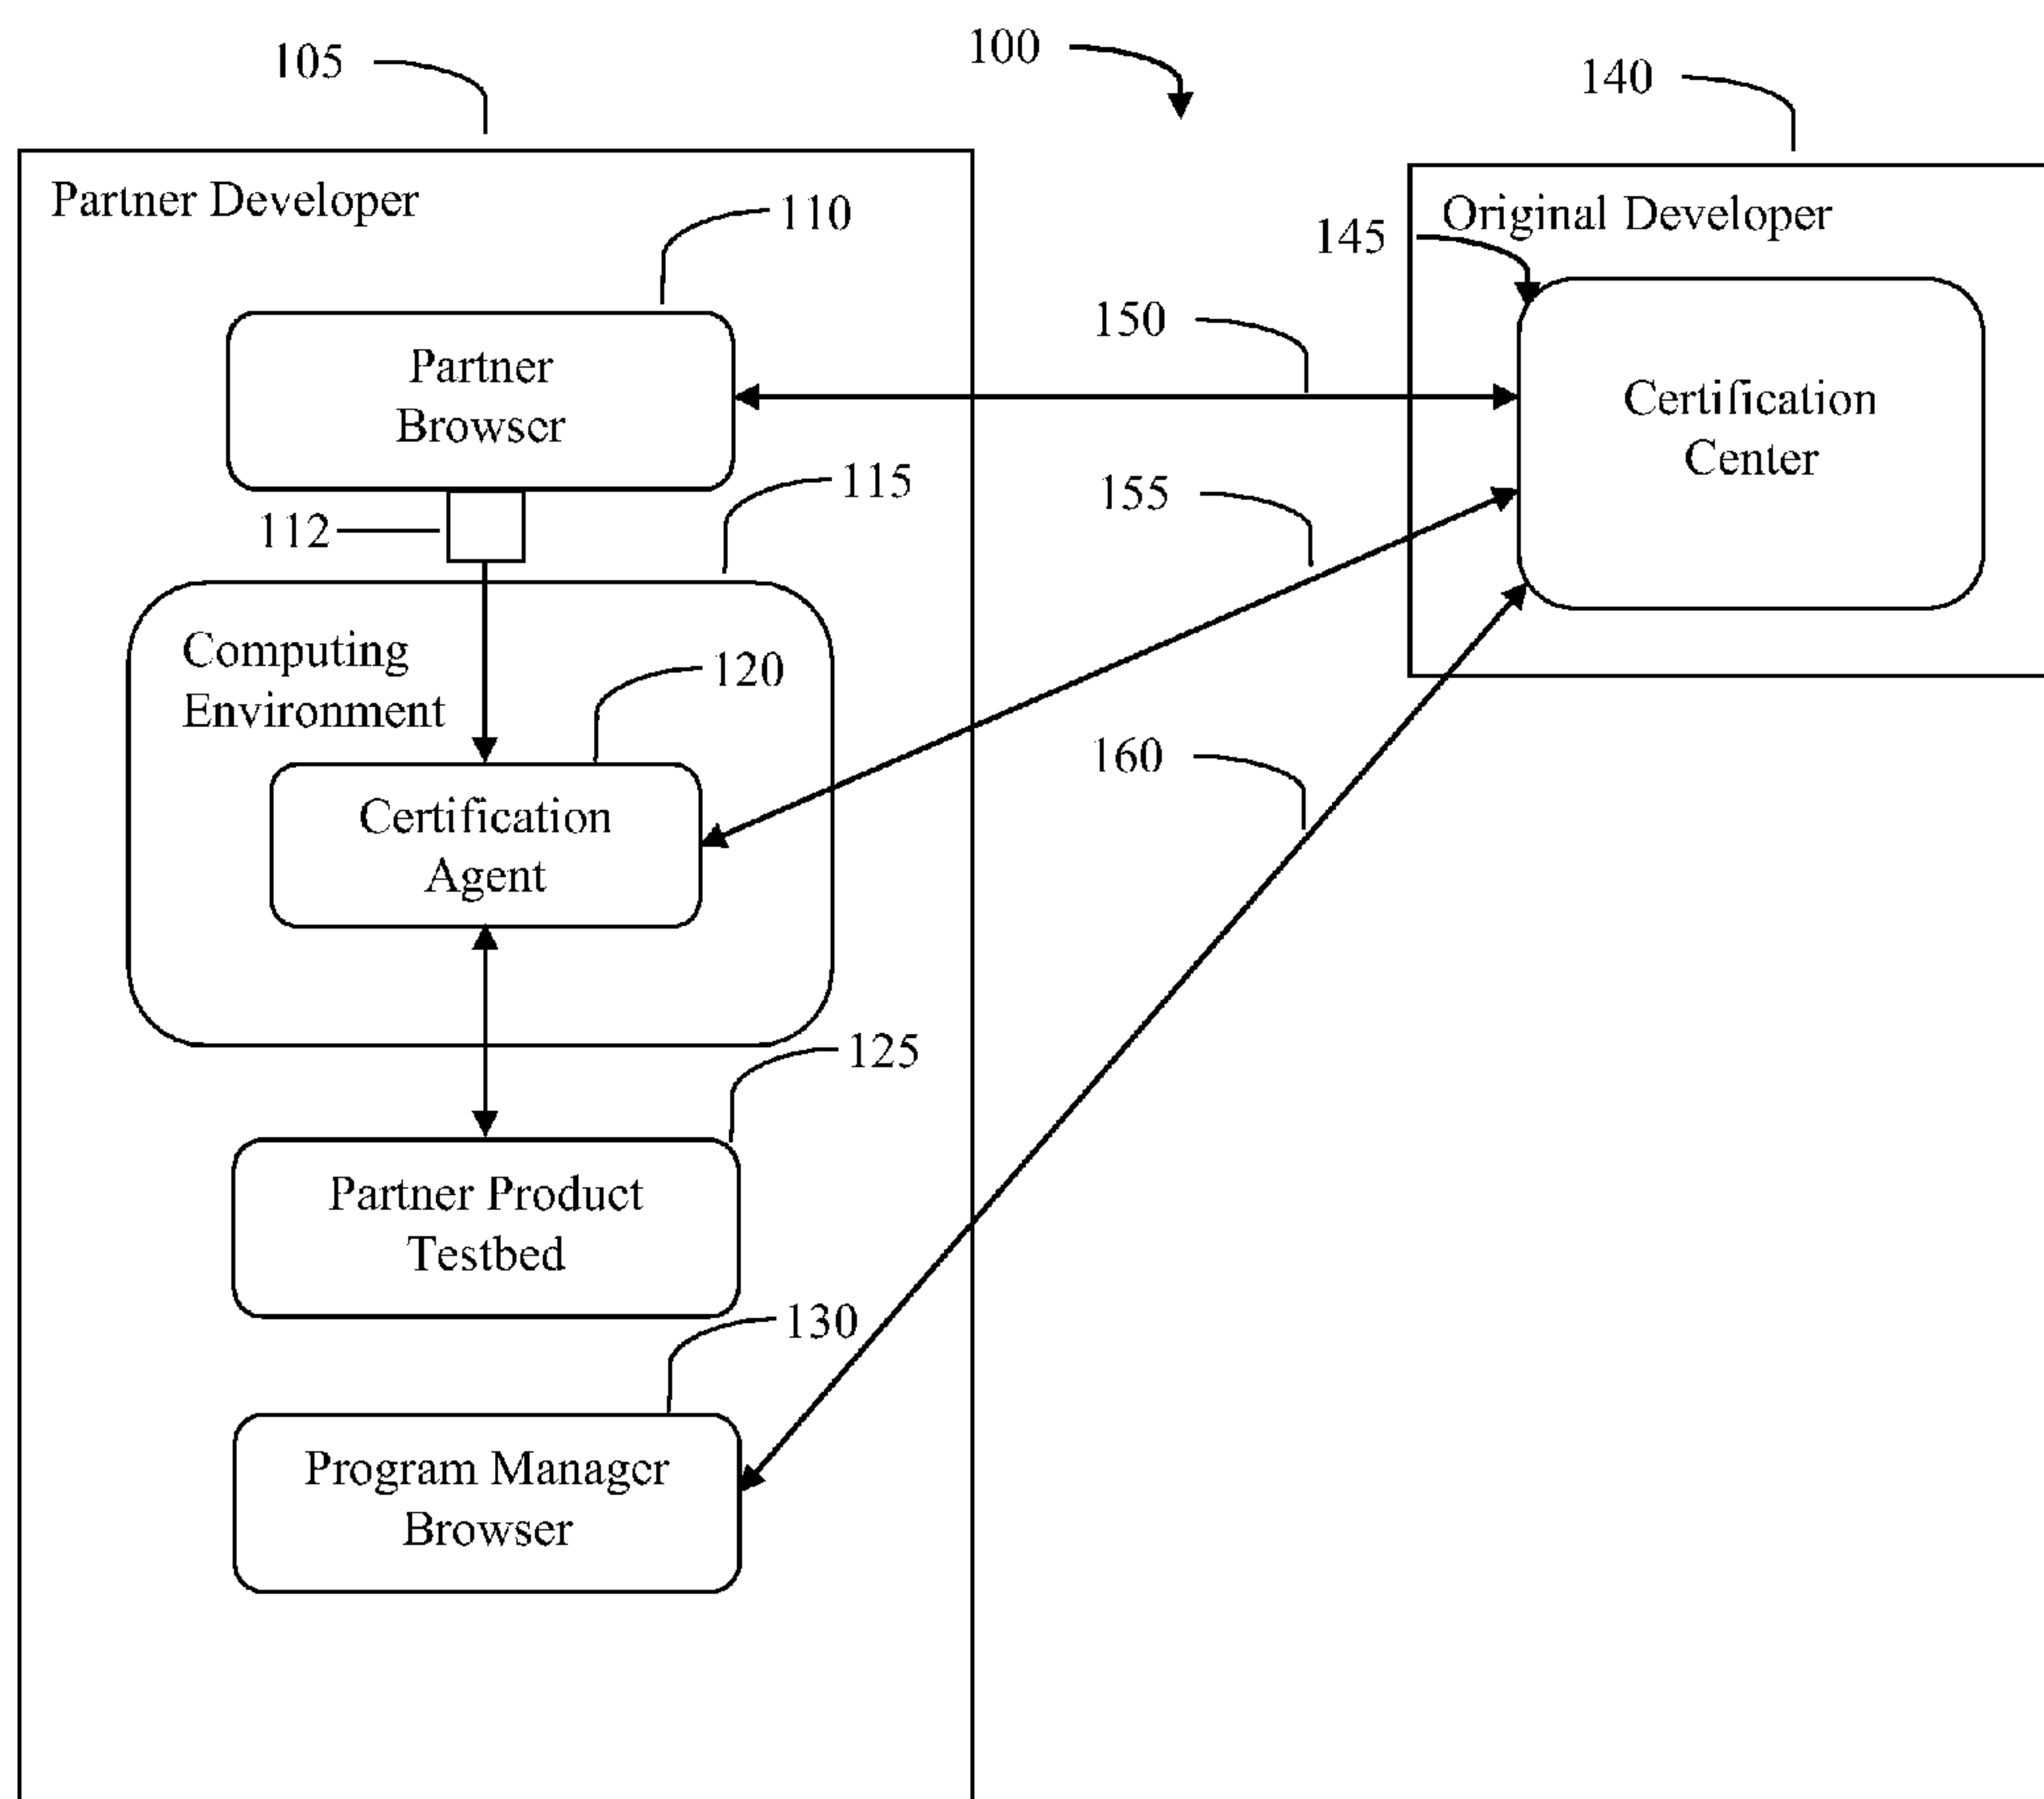 105
100
140
Partner Developer
110
Original Developer
145
150
Partner
Browser
Certification
Center
115
155
112
Computing
Environment
120
160
Certification
Agent
125
Partner Product
Testbed
130
Program Manager
Browser